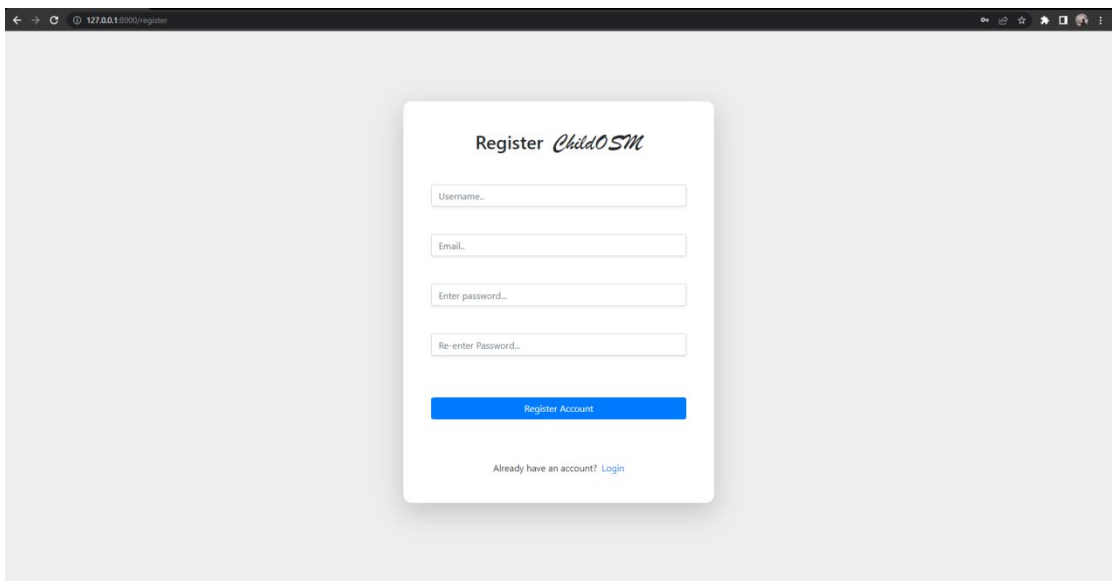 127.0.0.1:8000/register
Register ChildOSM
Username..
Email..
Enter password...
Re-enter Password...
Register Account
Already have an account? Login